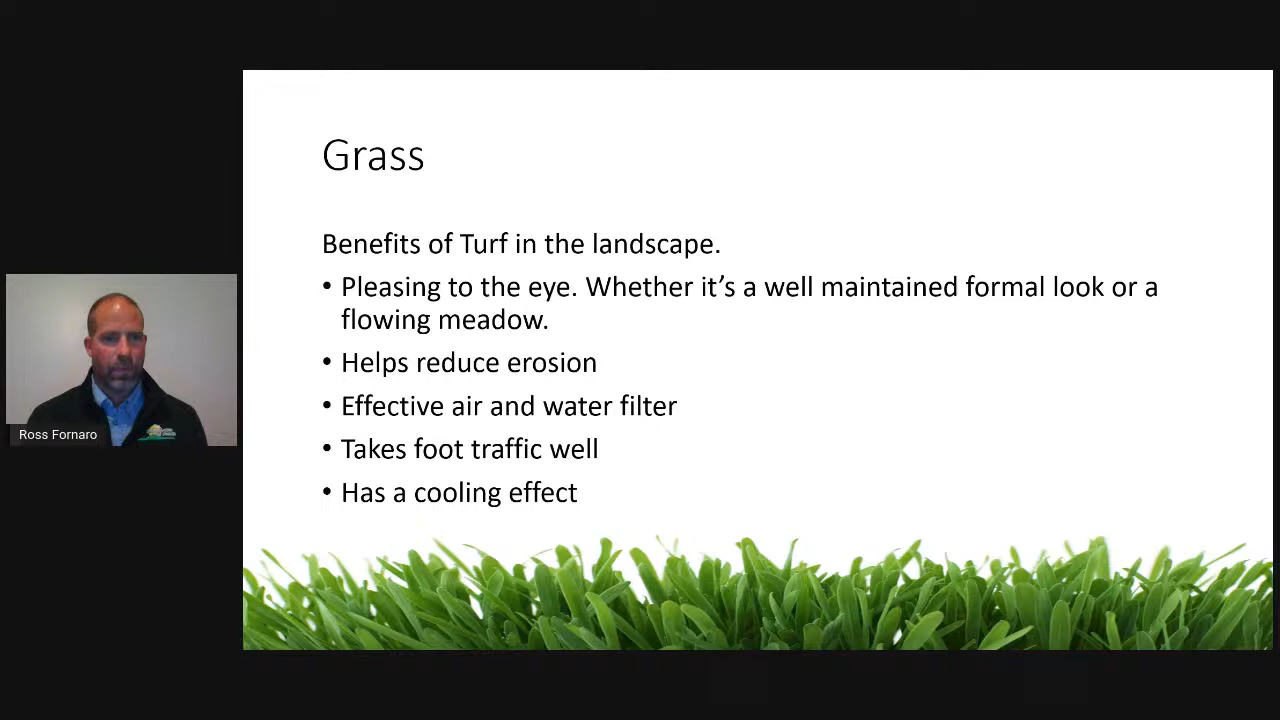 Grass
Benefits of Turf in the landscape.
• Pleasing to the eye. Whether it’s a well maintained formal look or a
flowing meadow.
• Helps reduce erosion
• Effective air and water filter
• Takes foot traffic well
• Has a cooling effect
Ross Fornaro